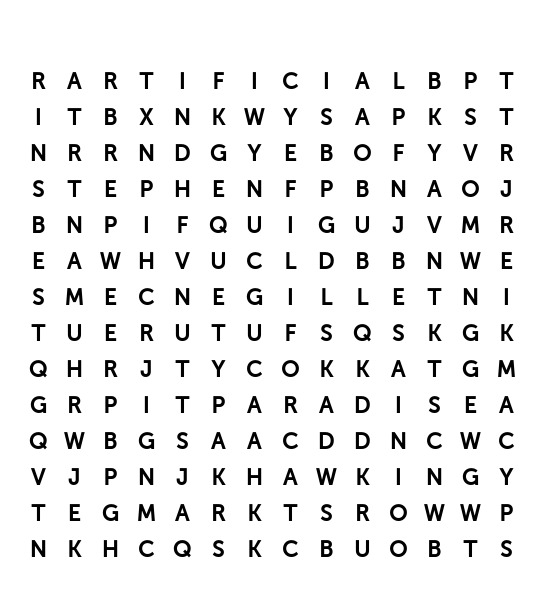 R A R T I F I C I A L B P T
I T B X N K W Y S A P K S T
N R R N D G Y E B O F Y V R
S T E P H E N F P B N A O J
B N P I F Q U I G U J V M R
E A W H V U C L D B B N W E
S M E C N E G I L L E T N I
T U E R U T U F S Q S K G K
Q H R J T Y C O K K A T G M
G R P I T P A R A D I S E A
Q W B G S A A C D D N C W C
V J P N J K H A W K I N G Y
T E G M A R K T S R O W W P
N K H C Q S K C B U O B T S